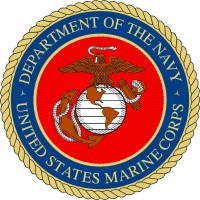 DEPARTMENT OF THE NAVY
UNITED STATES MARINE CORPS